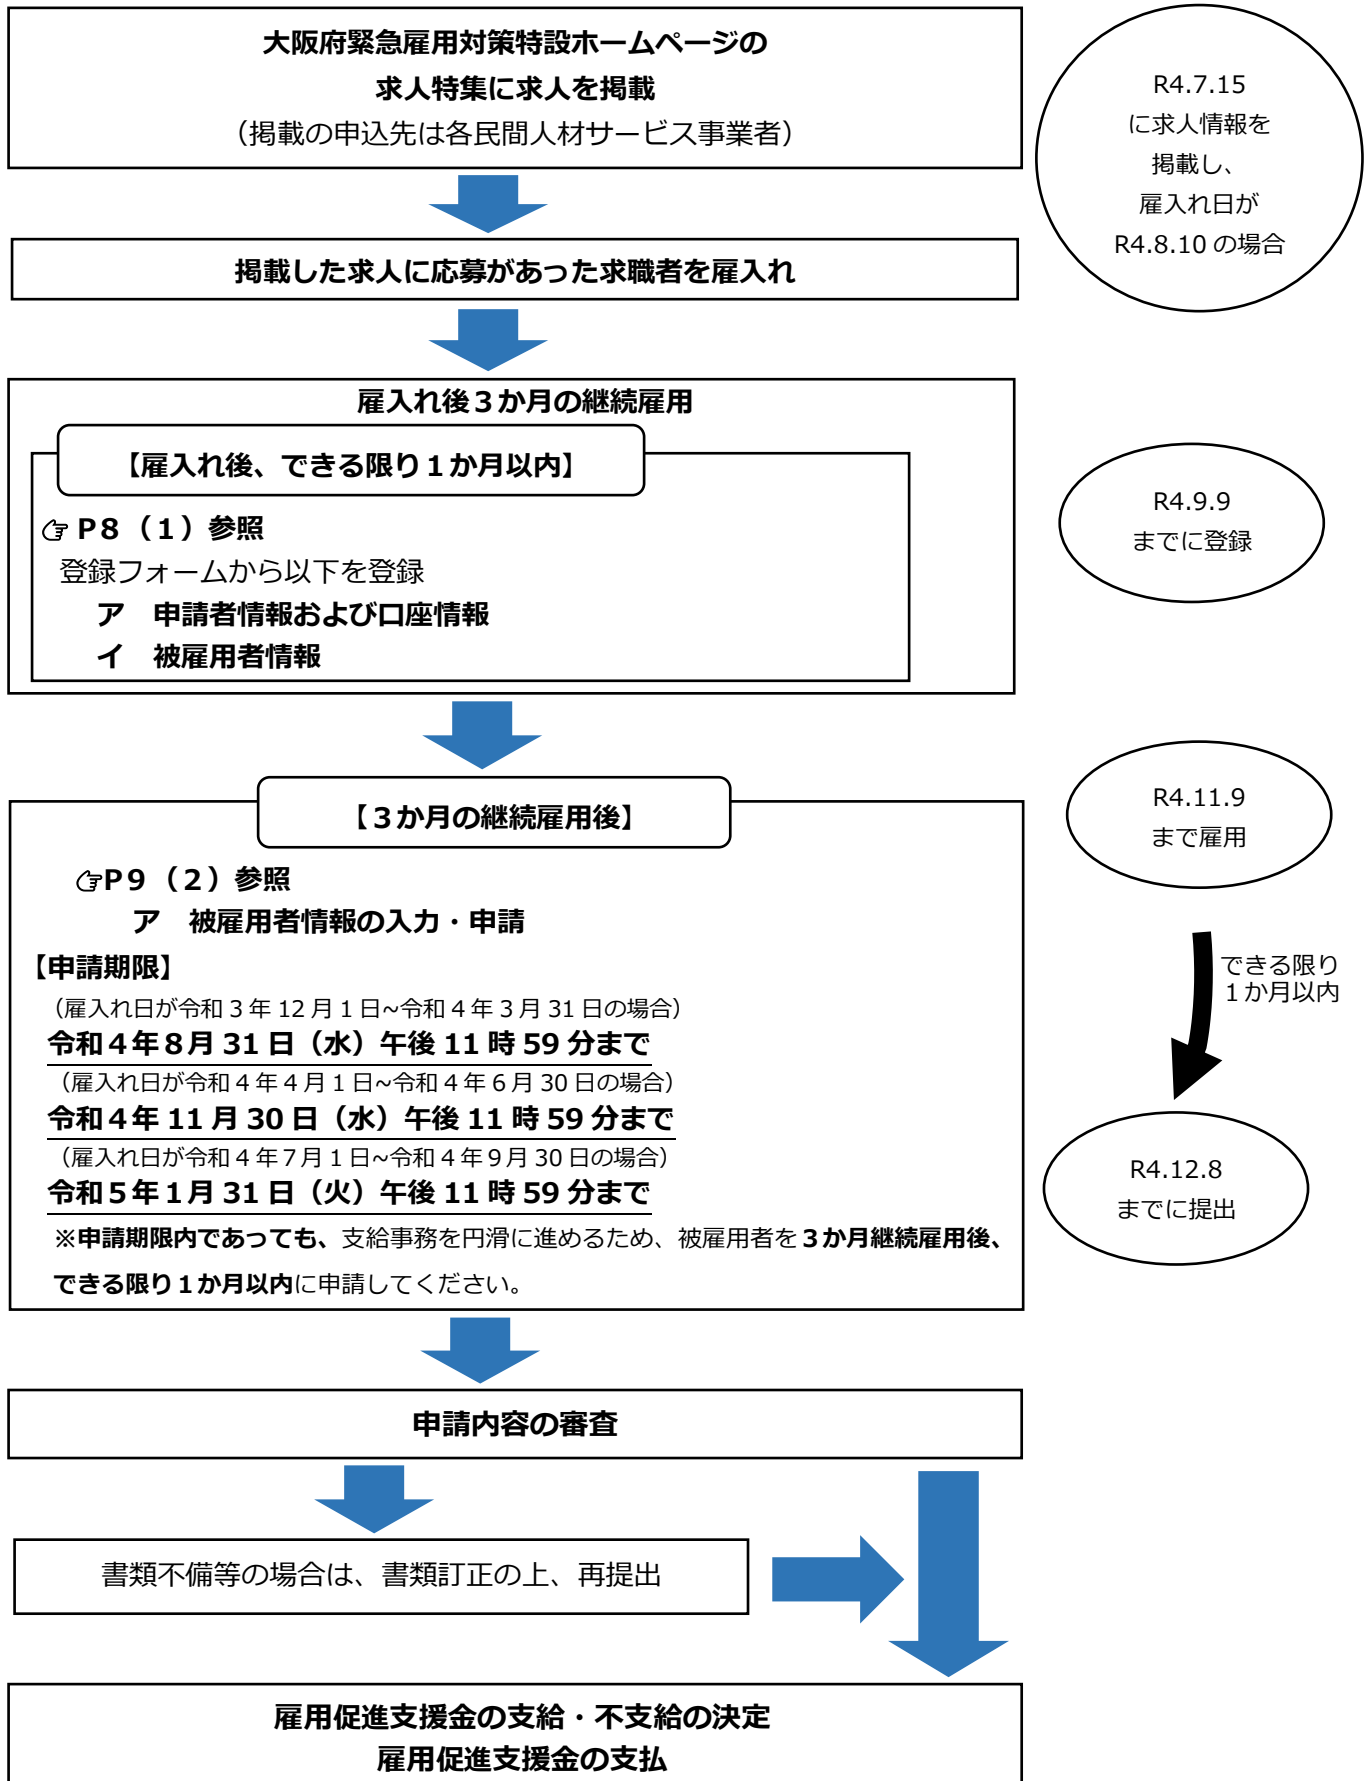 大阪府緊急雇用対策特設ホームページの
求人特集に求人を掲載
（掲載の申込先は各民間人材サービス事業者）
R4.7.15
に求人情報を
掲載し、
雇入れ日が
R4.8.10 の場合
掲載した求人に応募があった求職者を雇入れ
雇入れ後３か月の継続雇用
【雇入れ後、できる限り１か月以内】
☞ P８（１）参照
登録フォームから以下を登録
ア　申請者情報および口座情報
イ　被雇用者情報
R4.9.9
までに登録
【３か月の継続雇用後】
☞P９（２）参照
ア　被雇用者情報の入力・申請
R4.11.9
まで雇用
【申請期限】
（雇入れ日が令和３年 12 月１日~令和４年３月 31 日の場合）
令和４年８月 31 日（水）午後 11 時 59 分まで
（雇入れ日が令和４年４月１日~令和４年６月 30 日の場合）
令和４年 11 月 30 日（水）午後 11 時 59 分まで
（雇入れ日が令和４年７月１日~令和４年９月 30 日の場合）
令和５年１月 31 日（火）午後 11 時 59 分まで
※申請期限内であっても、支給事務を円滑に進めるため、被雇用者を３か月継続雇用後、
できる限り１か月以内に申請してください。
できる限り
１か月以内
R4.12.8
までに提出
申請内容の審査
書類不備等の場合は、書類訂正の上、再提出
雇用促進支援金の支給・不支給の決定
雇用促進支援金の支払